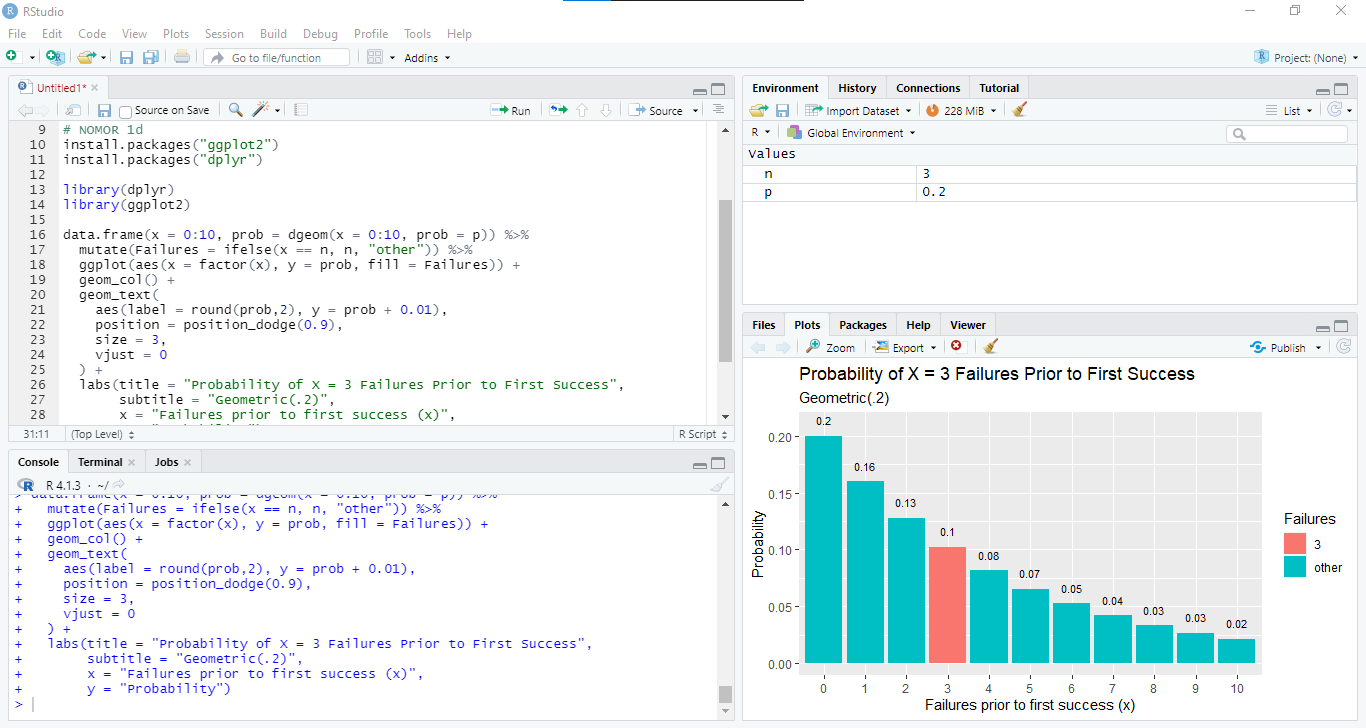 RStudio
File Edit Code View Plots Session Build Debug Profile Tools Help
Go to file/function Addins Project: (None)
Untitled1*
Source on Save Run Source
9 # NOMOR 1d
10 install.packages("ggplot2")
11 install.packages("dplyr")
12
13 library(dplyr)
14 library(ggplot2)
15
16 data.frame(x = 0:10, prob = dgeom(x = 0:10, prob = p)) %>%
17 mutate(Failures = ifelse(x == n, n, "other")) %>%
18 ggplot(aes(x = factor(x), y = prob, fill = Failures)) +
19 geom_col() +
20 geom_text(
21 aes(label = round(prob,2), y = prob + 0.01),
22 position = position_dodge(0.9),
23 size = 3,
24 vjust = 0
25 ) +
26 labs(title = "Probability of X = 3 Failures Prior to First Success",
27 subtitle = "Geometric(.2)",
28 x = "Failures prior to first success (x)",
31:11 (Top Level) R Script
Console Terminal Jobs
R 4.1.3 · ~/
> data.frame(x = 0:10, prob = dgeom(x = 0:10, prob = p)) %>%
+ mutate(Failures = ifelse(x == n, n, "other")) %>%
+ ggplot(aes(x = factor(x), y = prob, fill = Failures)) +
+ geom_col() +
+ geom_text(
+ aes(label = round(prob,2), y = prob + 0.01),
+ position = position_dodge(0.9),
+ size = 3,
+ vjust = 0
+ ) +
+ labs(title = "Probability of X = 3 Failures Prior to First Success",
+ subtitle = "Geometric(.2)",
+ x = "Failures prior to first success (x)",
+ y = "Probability")
>
Environment History Connections Tutorial
Import Dataset 228 MiB List
R Global Environment
Values
n 3
p 0.2
Files Plots Packages Help Viewer
Zoom Export Publish
Probability of X = 3 Failures Prior to First Success
Geometric(.2)
0.20
0.15
0.10
0.05
0.00
Probability
0.2
0.16
0.13
0.1
0.08
0.07
0.05
0.04
0.03
0.03
0.02
0 1 2 3 4 5 6 7 8 9 10
Failures prior to first success (x)
Failures
3
other